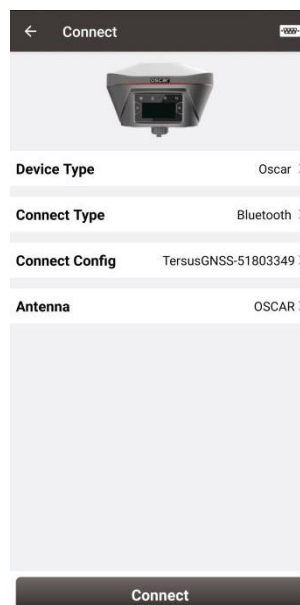 Connect
OSCAR
Device Type Oscar
Connect Type Bluetooth
Connect Config TersusGNSS-51803349
Antenna OSCAR
Connect